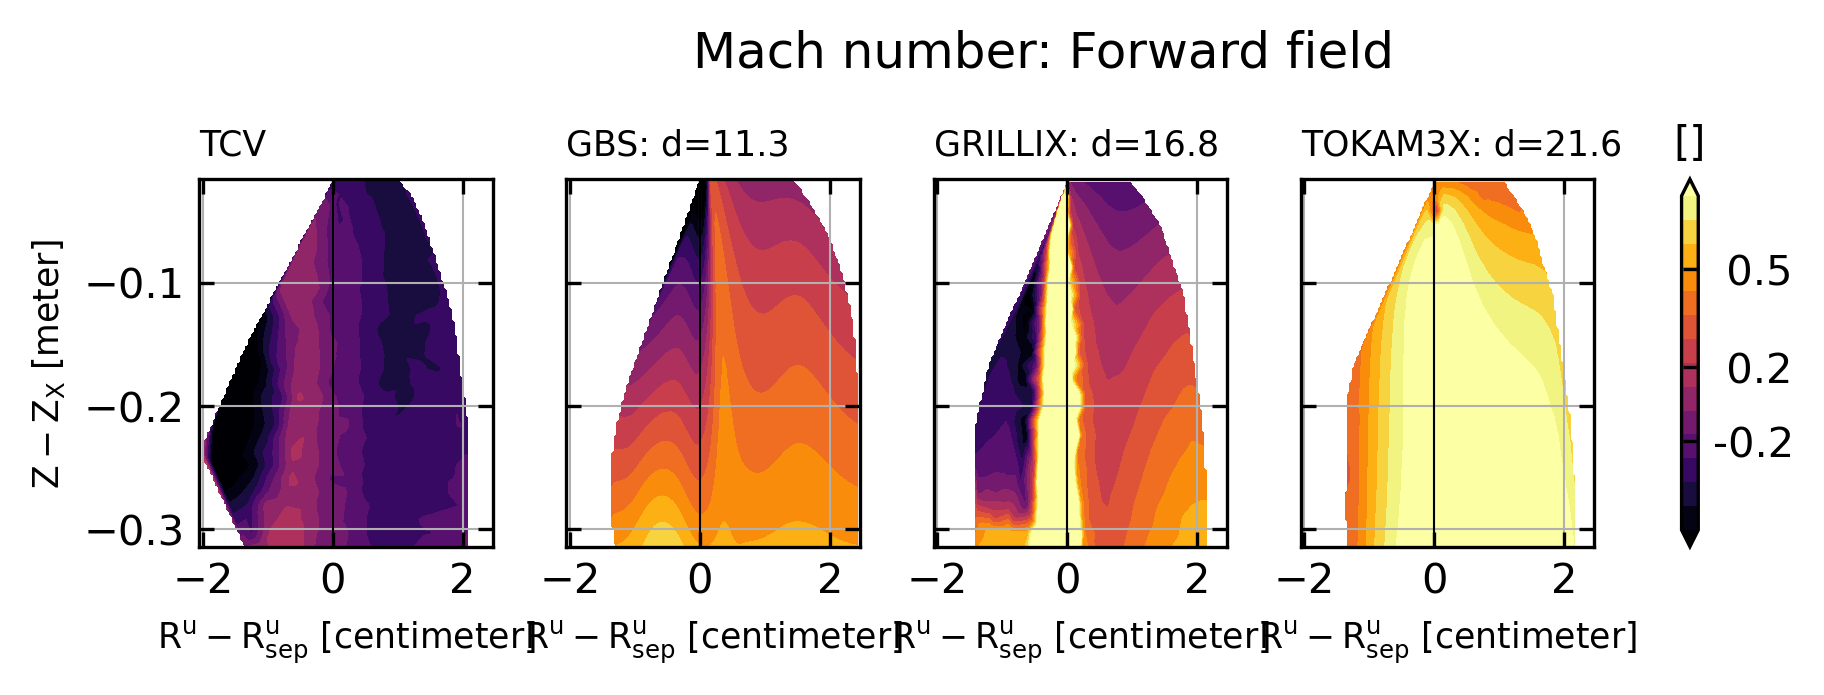 Mach number: Forward field
TCV
GBS: d=11.3
GRILLIX: d=16.8
TOKAM3X: d=21.6
[]
Z − Z_X [meter]
−0.1
−0.2
−0.3
0.5
0.2
-0.2
−2 0 2
−2 0 2
−2 0 2
−2 0 2
R^u − R^u_sep [centimeter]
R^u − R^u_sep [centimeter]
R^u − R^u_sep [centimeter]
R^u − R^u_sep [centimeter]